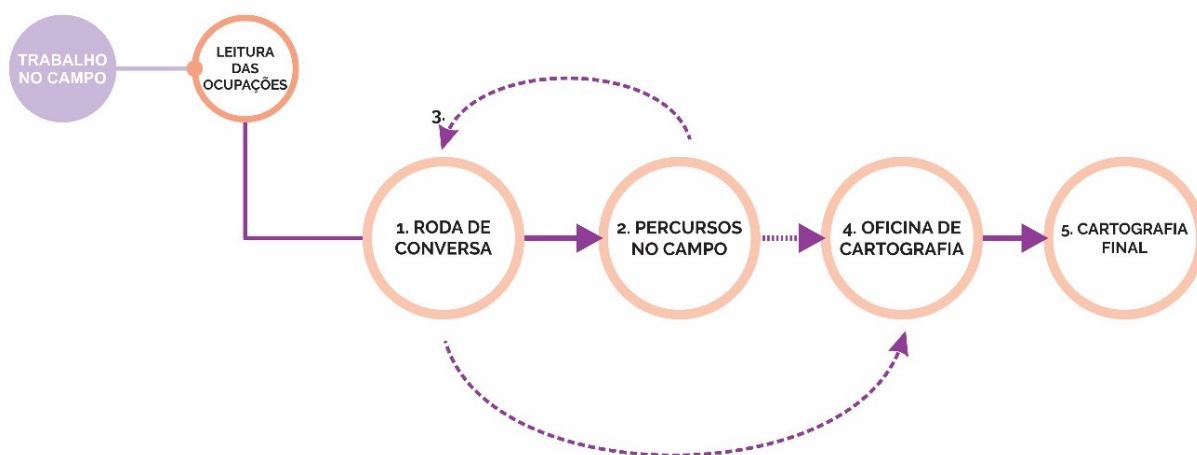 TRABALHO
NO CAMPO
LEITURA
DAS
OCUPAÇÕES
3.
1. RODA DE
CONVERSA
2. PERCURSOS
NO CAMPO
4. OFICINA DE
CARTOGRAFIA
5. CARTOGRAFIA
FINAL